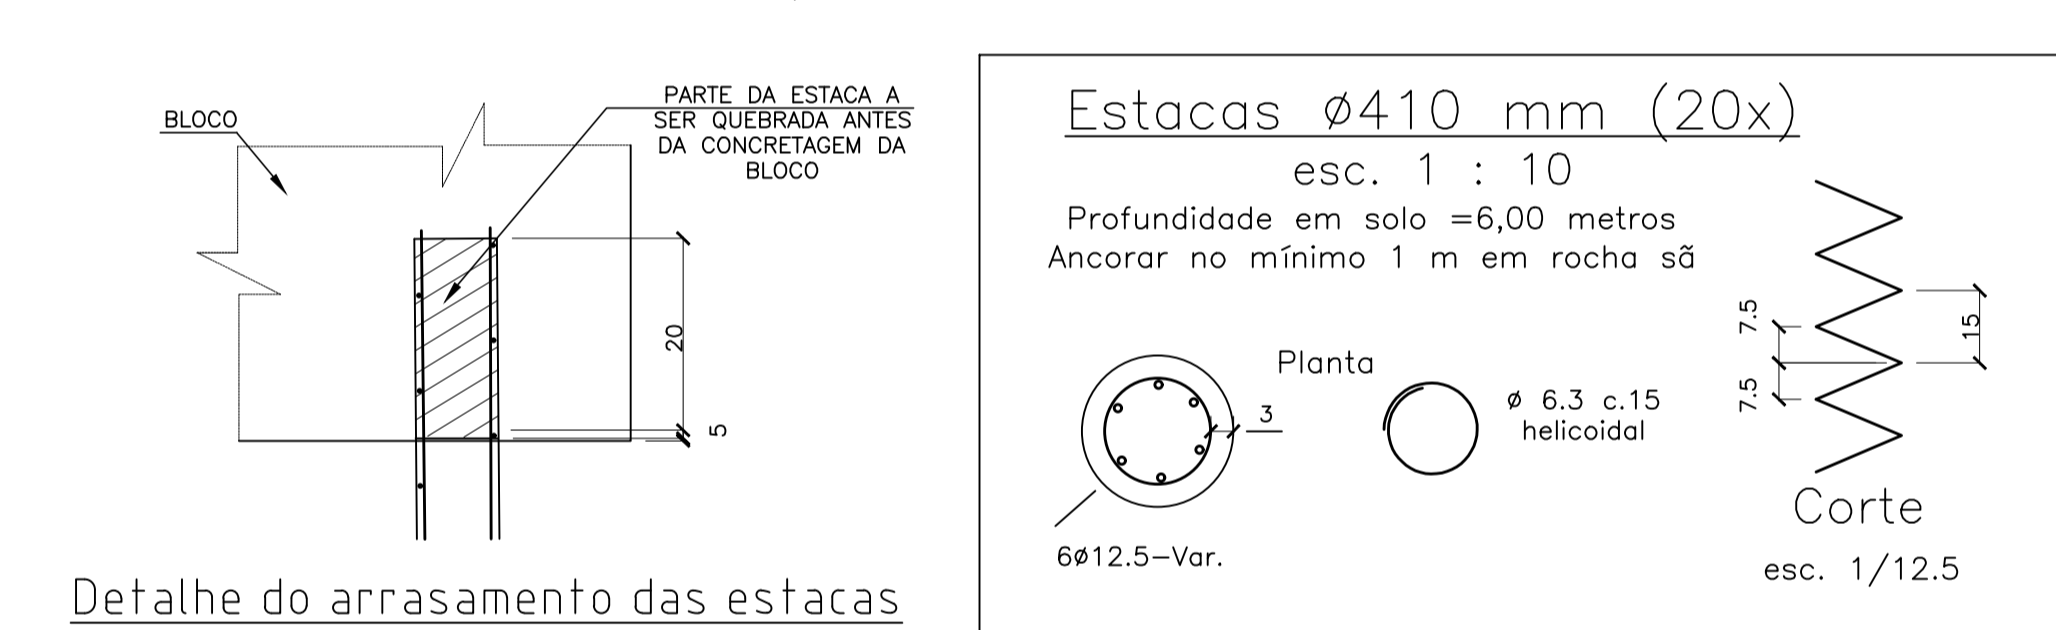 BLOCO
PARTE DA ESTACA A
SER QUEBRADA ANTES
DA CONCRETAGEM DA
BLOCO
20
5
Detalhe do arrasamento das estacas
Estacas ø410 mm (20x)
esc. 1 : 10
Profundidade em solo =6,00 metros
Ancorar no mínimo 1 m em rocha sã
Planta
3
6ø12.5-Var.
ø 6.3 c.15
helicoidal
7.5
7.5
15
Corte
esc. 1/12.5